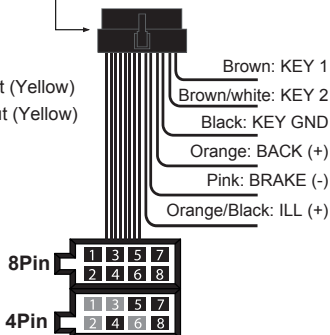 Brown: KEY 1
t (Yellow)
Brown/white: KEY 2
ut (Yellow)
Black: KEY GND
Orange: BACK (+)
Pink: BRAKE (-)
Orange/Black: ILL (+)
8Pin
1 3 5 7
2 4 6 8
4Pin
1 3 5 7
2 4 6 8